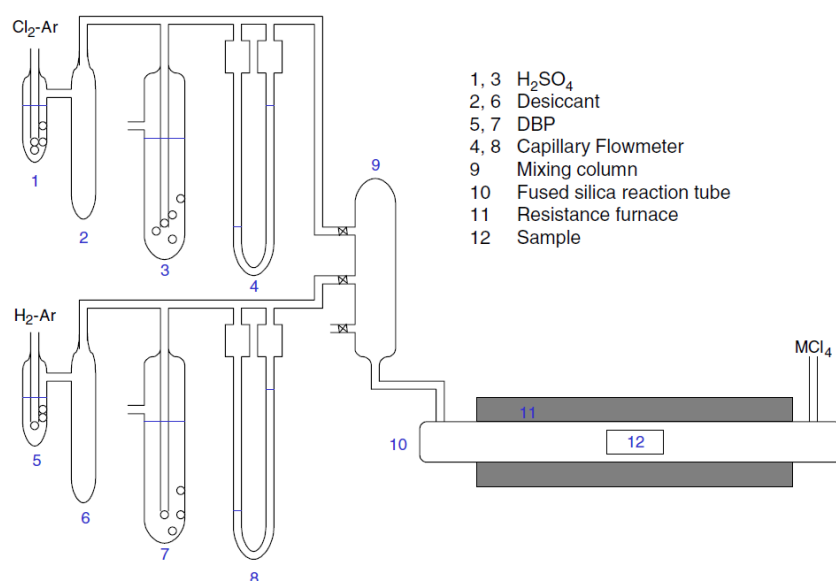 Cl2-Ar
1
2
3
4
H2-Ar
5
6
7
8
9
10
11
12
MCl4
1, 3 H2SO4
2, 6 Desiccant
5, 7 DBP
4, 8 Capillary Flowmeter
9 Mixing column
10 Fused silica reaction tube
11 Resistance furnace
12 Sample